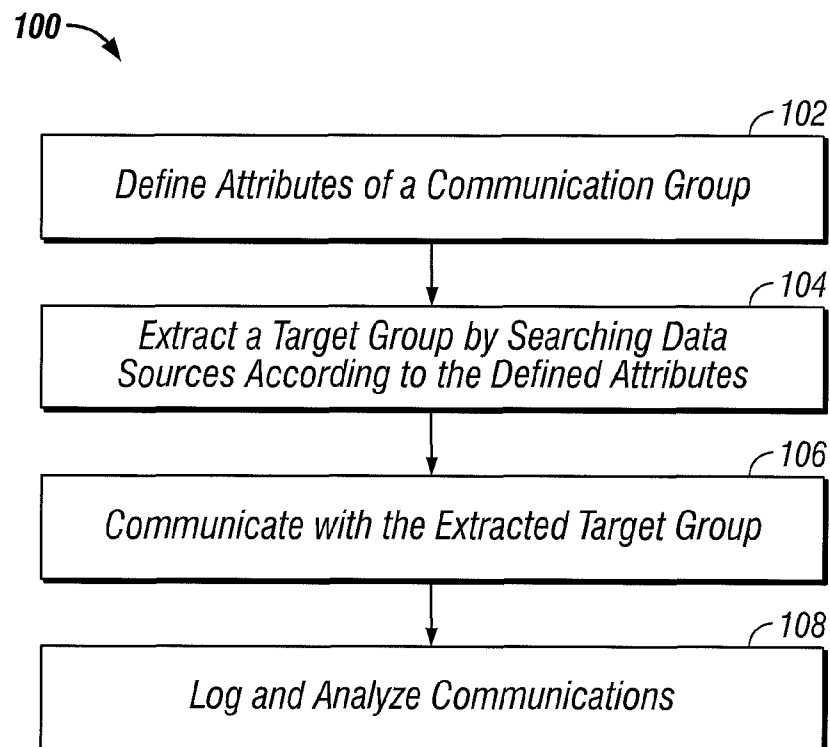 100
102
Define Attributes of a Communication Group
104
Extract a Target Group by Searching Data
Sources According to the Defined Attributes
106
Communicate with the Extracted Target Group
108
Log and Analyze Communications